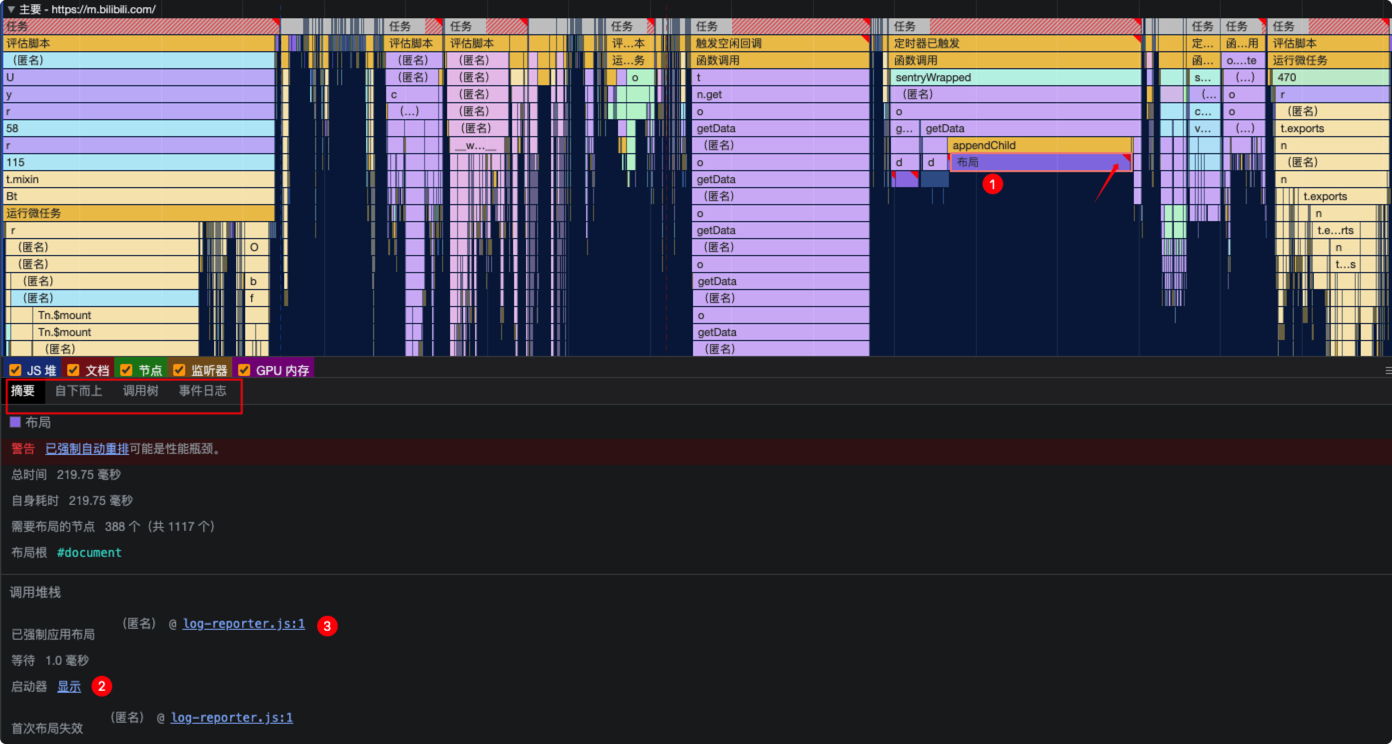 ▼ 主要 - https://m.bilibili.com/
任务 任务 任务 任务 任务 任务 任务 任务 任务
评估脚本 评估脚本 评估脚本 评…本 触发空闲回调 定时器已触发 定… 函…用 评估脚本
(匿名) (匿名) (匿名) 运…务 函数调用 函数调用 函… o….te 运行微任务
U (匿名) (匿名) o t sentryWrapped s… (…) 470
y c (匿名) n.get (匿名) (… o r
r (…) (匿名) o o c… o (匿名)
58 (匿名) getData g… getData v… (…) t.exports
r __w…__ (匿名) appendChild n
115 o d d 布局 (匿名)
t.mixin getData 1 n
Bt (匿名) t.exports
运行微任务 o n
r getData t.e…rts
(匿名) O (匿名) n
(匿名) o t…s
(匿名) b getData
(匿名) f (匿名)
Tn.$mount o
Tn.$mount getData
(匿名) (匿名)
JS 堆 文档 节点 监听器 GPU 内存
摘要 自下而上 调用树 事件日志
布局
警告 已强制自动重排可能是性能瓶颈。
总时间 219.75 毫秒
自身耗时 219.75 毫秒
需要布局的节点 388 个（共 1117 个）
布局根 #document
调用堆栈
已强制应用布局 (匿名) @ log-reporter.js:1 3
等待 1.0 毫秒
启动器 显示 2
首次布局失效 (匿名) @ log-reporter.js:1